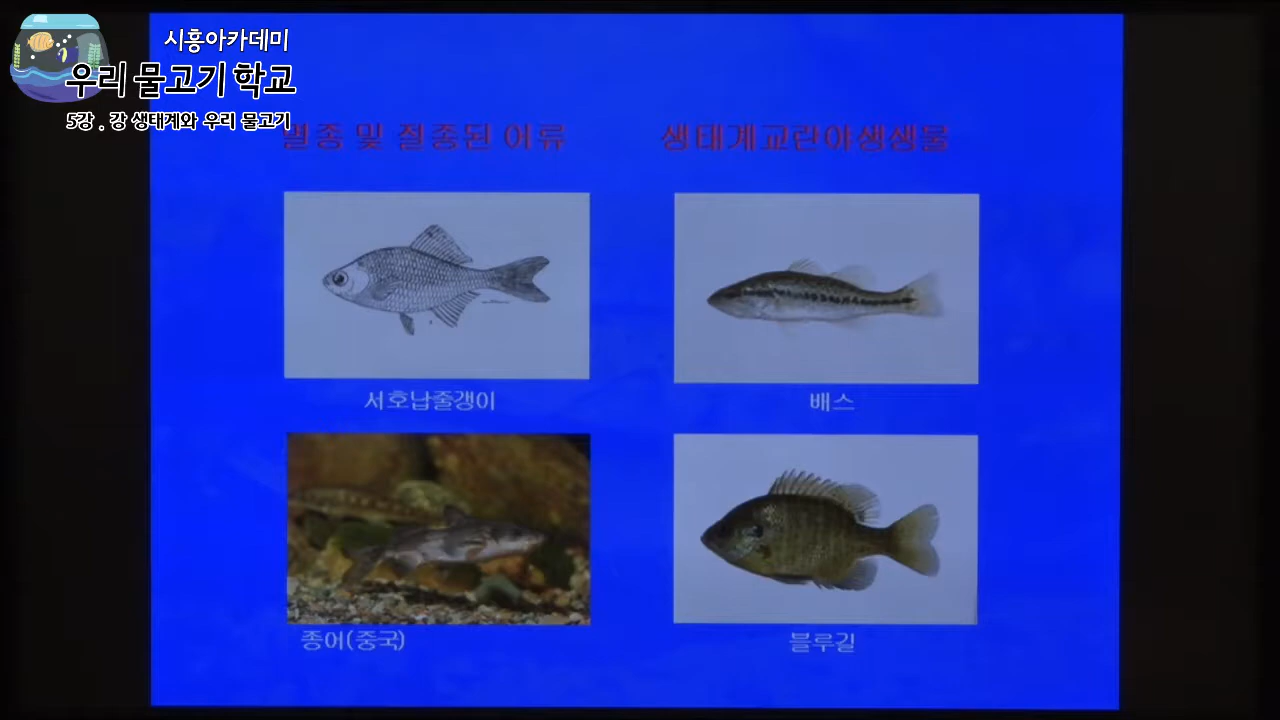 시흥아카데미
우리 물고기 학교
5강 . 강 생태계와 우리 물고기
멸종 및 절종된 어류
생태계교란야생생물
서호납줄갱이
배스
종어(중국)
블루길